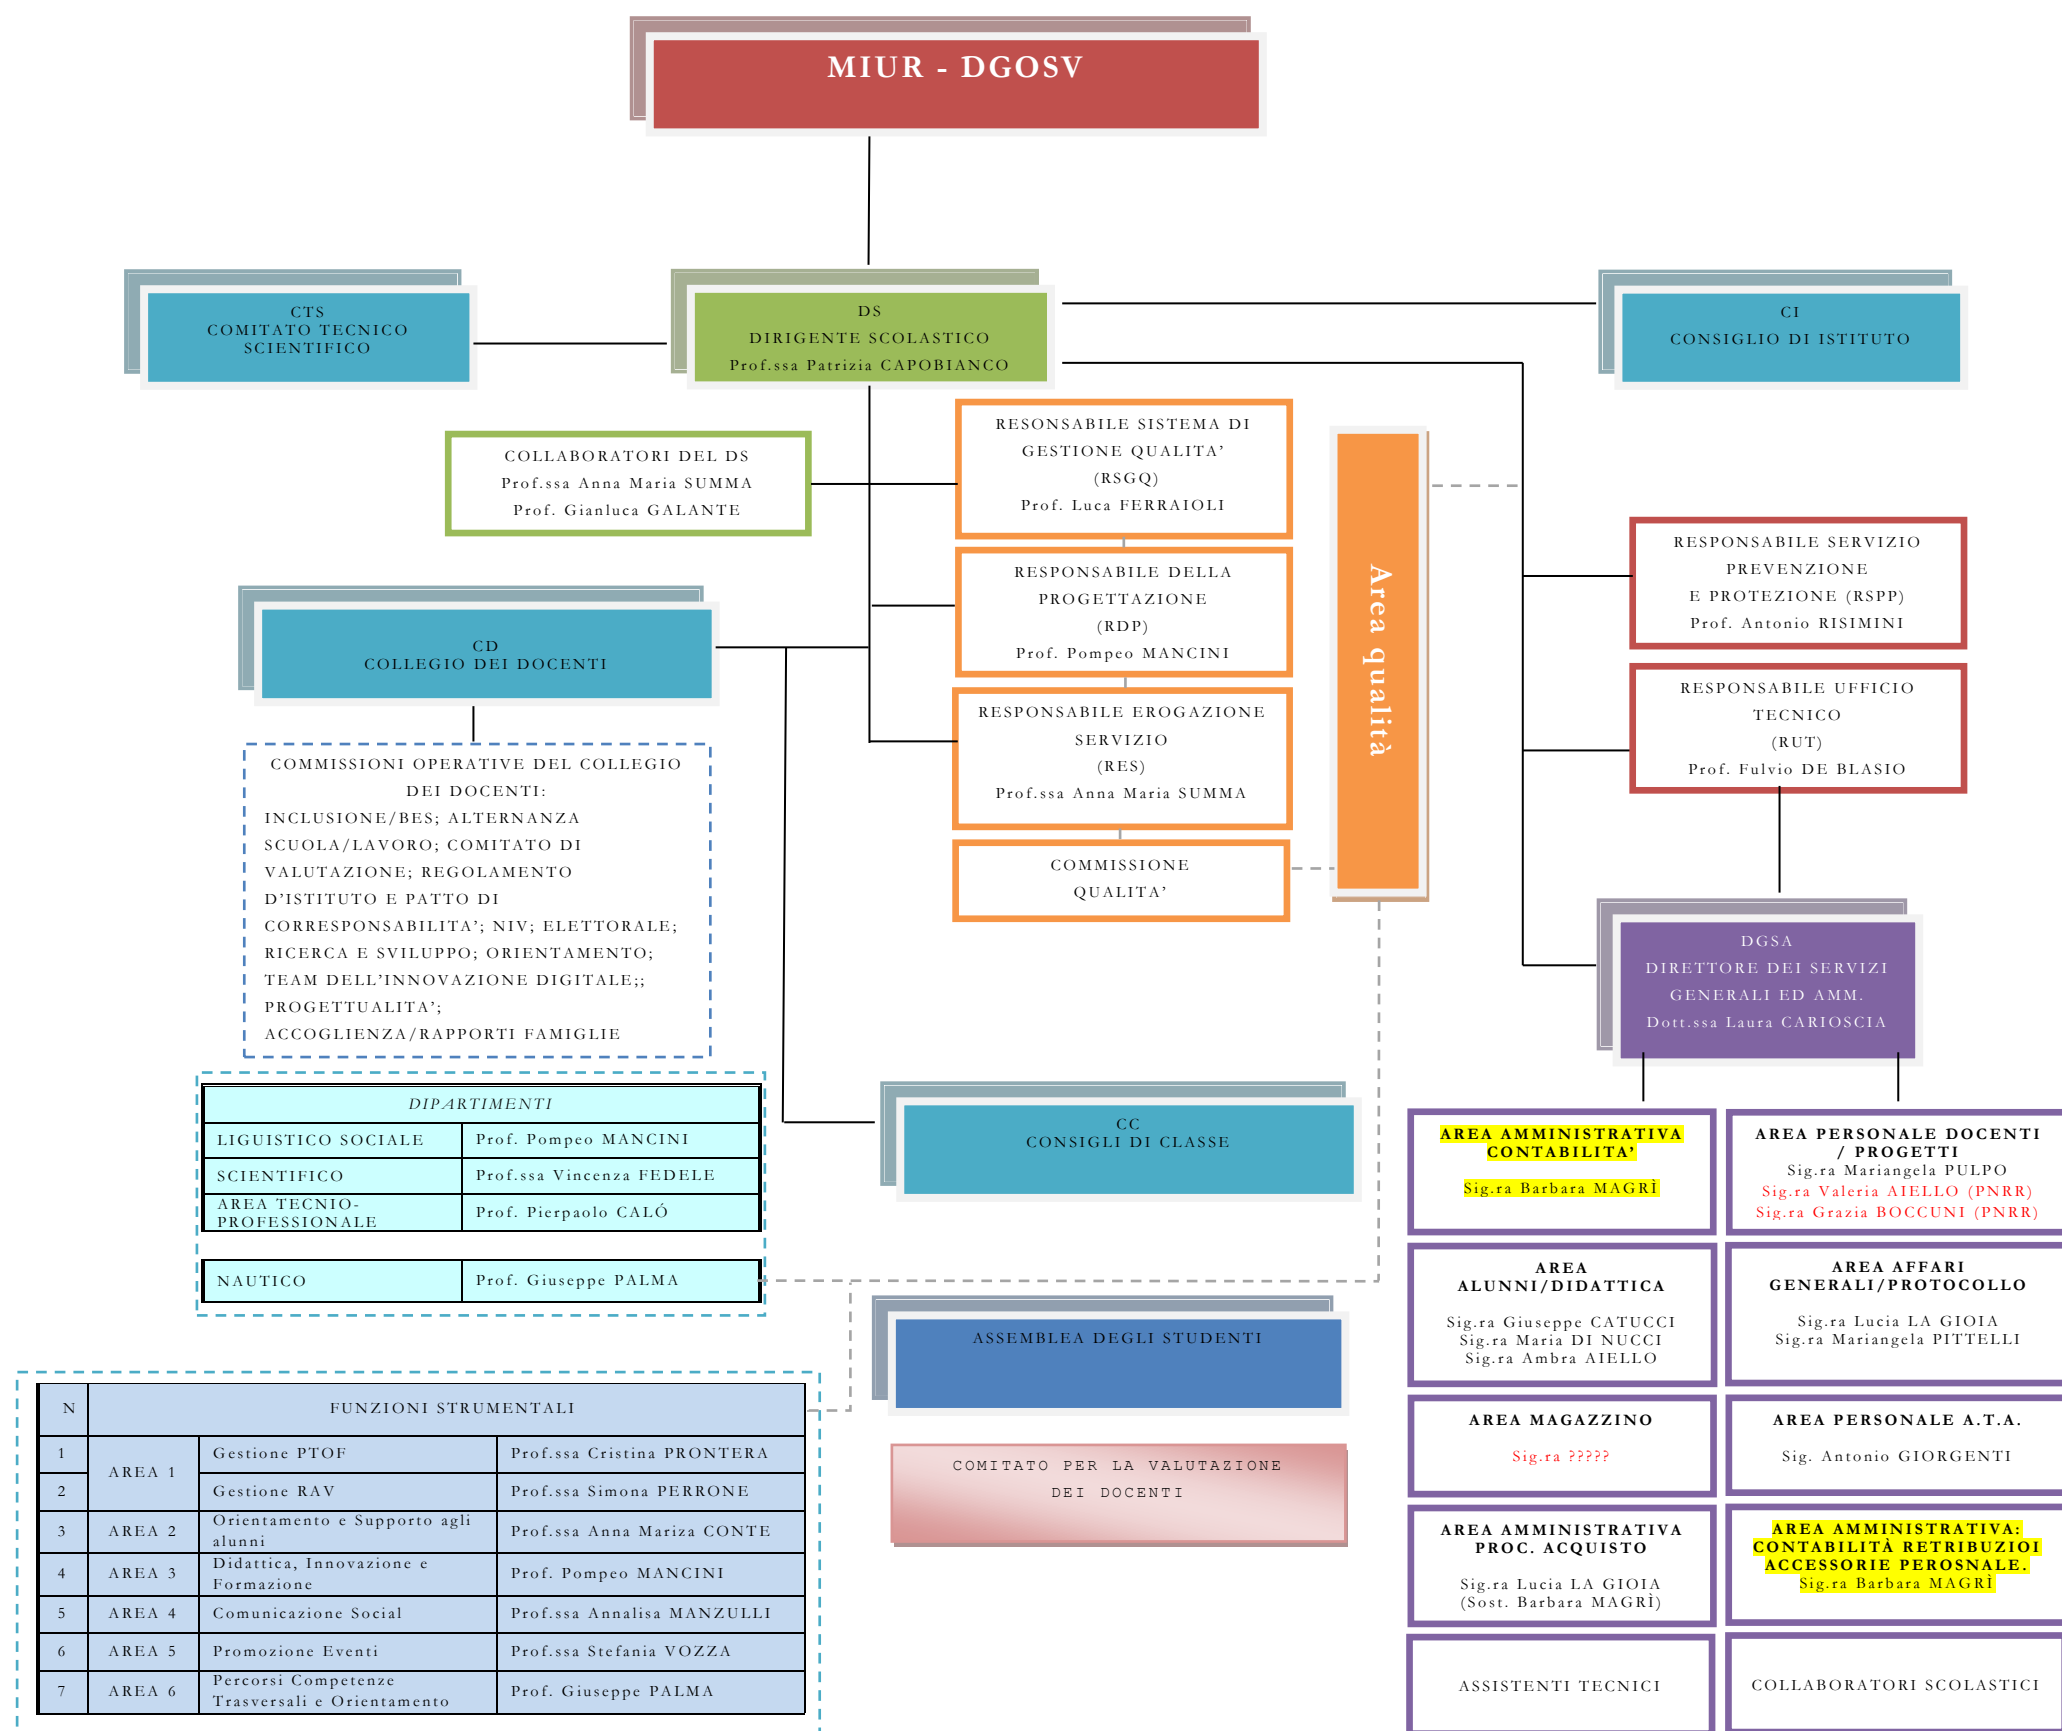 MIUR - DGOSV
CTS
COMITATO TECNICO
SCIENTIFICO
DS
DIRIGENTE SCOLASTICO
Prof.ssa Patrizia CAPOBIANCO
CI
CONSIGLIO DI ISTITUTO
COLLABORATORI DEL DS
Prof.ssa Anna Maria SUMMA
Prof. Gianluca GALANTE
RESONSABILE SISTEMA DI
GESTIONE QUALITA’
(RSGQ)
Prof. Luca FERRAIOLI
RESPONSABILE DELLA
PROGETTAZIONE
(RDP)
Prof. Pompeo MANCINI
RESPONSABILE EROGAZIONE
SERVIZIO
(RES)
Prof.ssa Anna Maria SUMMA
COMMISSIONE
QUALITA’
Area qualità
RESPONSABILE SERVIZIO
PREVENZIONE
E PROTEZIONE (RSPP)
Prof. Antonio RISIMINI
RESPONSABILE UFFICIO
TECNICO
(RUT)
Prof. Fulvio DE BLASIO
CD
COLLEGIO DEI DOCENTI
COMMISSIONI OPERATIVE DEL COLLEGIO
DEI DOCENTI:
INCLUSIONE/BES; ALTERNANZA
SCUOLA/LAVORO; COMITATO DI
VALUTAZIONE; REGOLAMENTO
D’ISTITUTO E PATTO DI
CORRESPONSABILITA’; NIV; ELETTORALE;
RICERCA E SVILUPPO; ORIENTAMENTO;
TEAM DELL’INNOVAZIONE DIGITALE;;
PROGETTUALITA’;
ACCOGLIENZA/RAPPORTI FAMIGLIE
DGSA
DIRETTORE DEI SERVIZI
GENERALI ED AMM.
Dott.ssa Laura CARIOSCIA
DIPARTIMENTI
LIGUISTICO SOCIALE Prof. Pompeo MANCINI
SCIENTIFICO Prof.ssa Vincenza FEDELE
AREA TECNIO-
PROFESSIONALE Prof. Pierpaolo CALÓ
NAUTICO Prof. Giuseppe PALMA
CC
CONSIGLI DI CLASSE
ASSEMBLEA DEGLI STUDENTI
COMITATO PER LA VALUTAZIONE
DEI DOCENTI
N FUNZIONI STRUMENTALI
1 AREA 1 Gestione PTOF Prof.ssa Cristina PRONTERA
2 Gestione RAV Prof.ssa Simona PERRONE
3 AREA 2 Orientamento e Supporto agli
alunni Prof.ssa Anna Mariza CONTE
4 AREA 3 Didattica, Innovazione e
Formazione Prof. Pompeo MANCINI
5 AREA 4 Comunicazione Social Prof.ssa Annalisa MANZULLI
6 AREA 5 Promozione Eventi Prof.ssa Stefania VOZZA
7 AREA 6 Percorsi Competenze
Trasversali e Orientamento Prof. Giuseppe PALMA
AREA AMMINISTRATIVA
CONTABILITA’
Sig.ra Barbara MAGRÌ
AREA PERSONALE DOCENTI
/ PROGETTI
Sig.ra Mariangela PULPO
Sig.ra Valeria AIELLO (PNRR)
Sig.ra Grazia BOCCUNI (PNRR)
AREA
ALUNNI/DIDATTICA
Sig.ra Giuseppe CATUCCI
Sig.ra Maria DI NUCCI
Sig.ra Ambra AIELLO
AREA AFFARI
GENERALI/PROTOCOLLO
Sig.ra Lucia LA GIOIA
Sig.ra Mariangela PITTELLI
AREA MAGAZZINO
Sig.ra ?????
AREA PERSONALE A.T.A.
Sig. Antonio GIORGENTI
AREA AMMINISTRATIVA
PROC. ACQUISTO
Sig.ra Lucia LA GIOIA
(Sost. Barbara MAGRÌ)
AREA AMMINISTRATIVA:
CONTABILITÀ RETRIBUZIOI
ACCESSORIE PEROSNALE.
Sig.ra Barbara MAGRÌ
ASSISTENTI TECNICI
COLLABORATORI SCOLASTICI